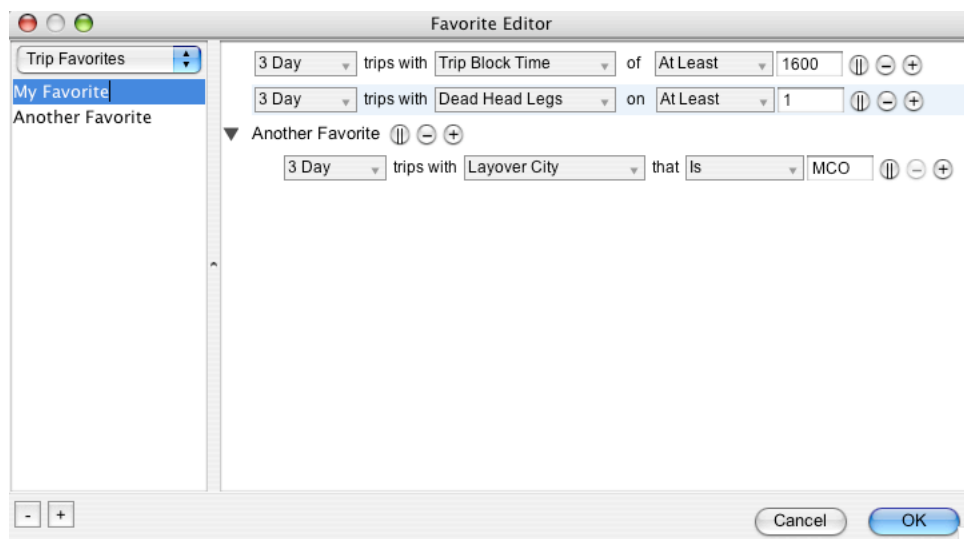 Favorite Editor
Trip Favorites
My Favorite
Another Favorite
3 Day trips with Trip Block Time of At Least 1600
3 Day trips with Dead Head Legs on At Least 1
Another Favorite
3 Day trips with Layover City that Is MCO
- +
Cancel OK